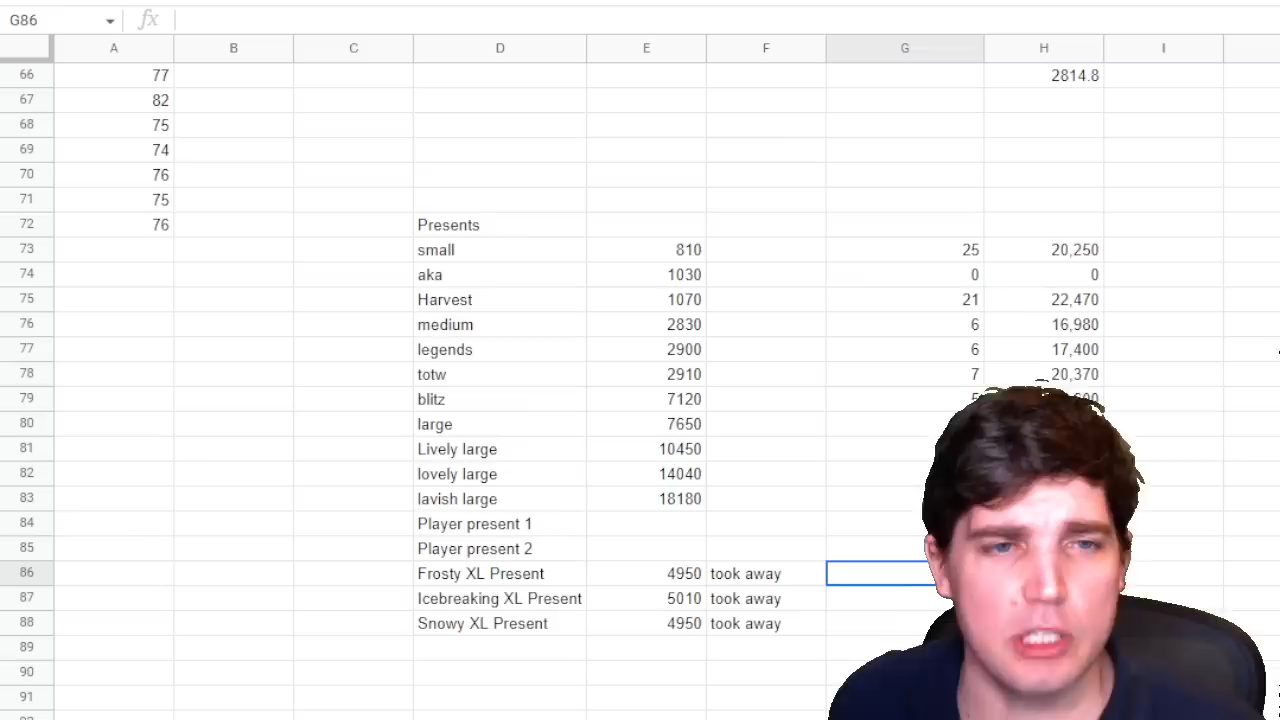 G86 fx
A B C D E F G H I
66 77 2814.8
67 82
68 75
69 74
70 76
71 75
72 76 Presents
73 small 810 25 20,250
74 aka 1030 0 0
75 Harvest 1070 21 22,470
76 medium 2830 6 16,980
77 legends 2900 6 17,400
78 totw 2910 7 20,370
79 blitz 7120
80 large 7650
81 Lively large 10450
82 lovely large 14040
83 lavish large 18180
84 Player present 1
85 Player present 2
86 Frosty XL Present 4950 took away
87 Icebreaking XL Present 5010 took away
88 Snowy XL Present 4950 took away
89
90
91